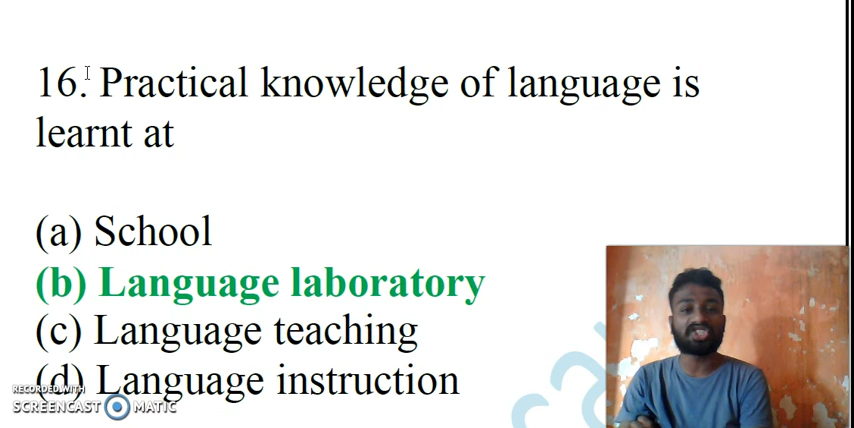 16. Practical knowledge of language is
learnt at
(a) School
(b) Language laboratory
(c) Language teaching
(d) Language instruction
RECORDED WITH
SCREENCAST MATIC